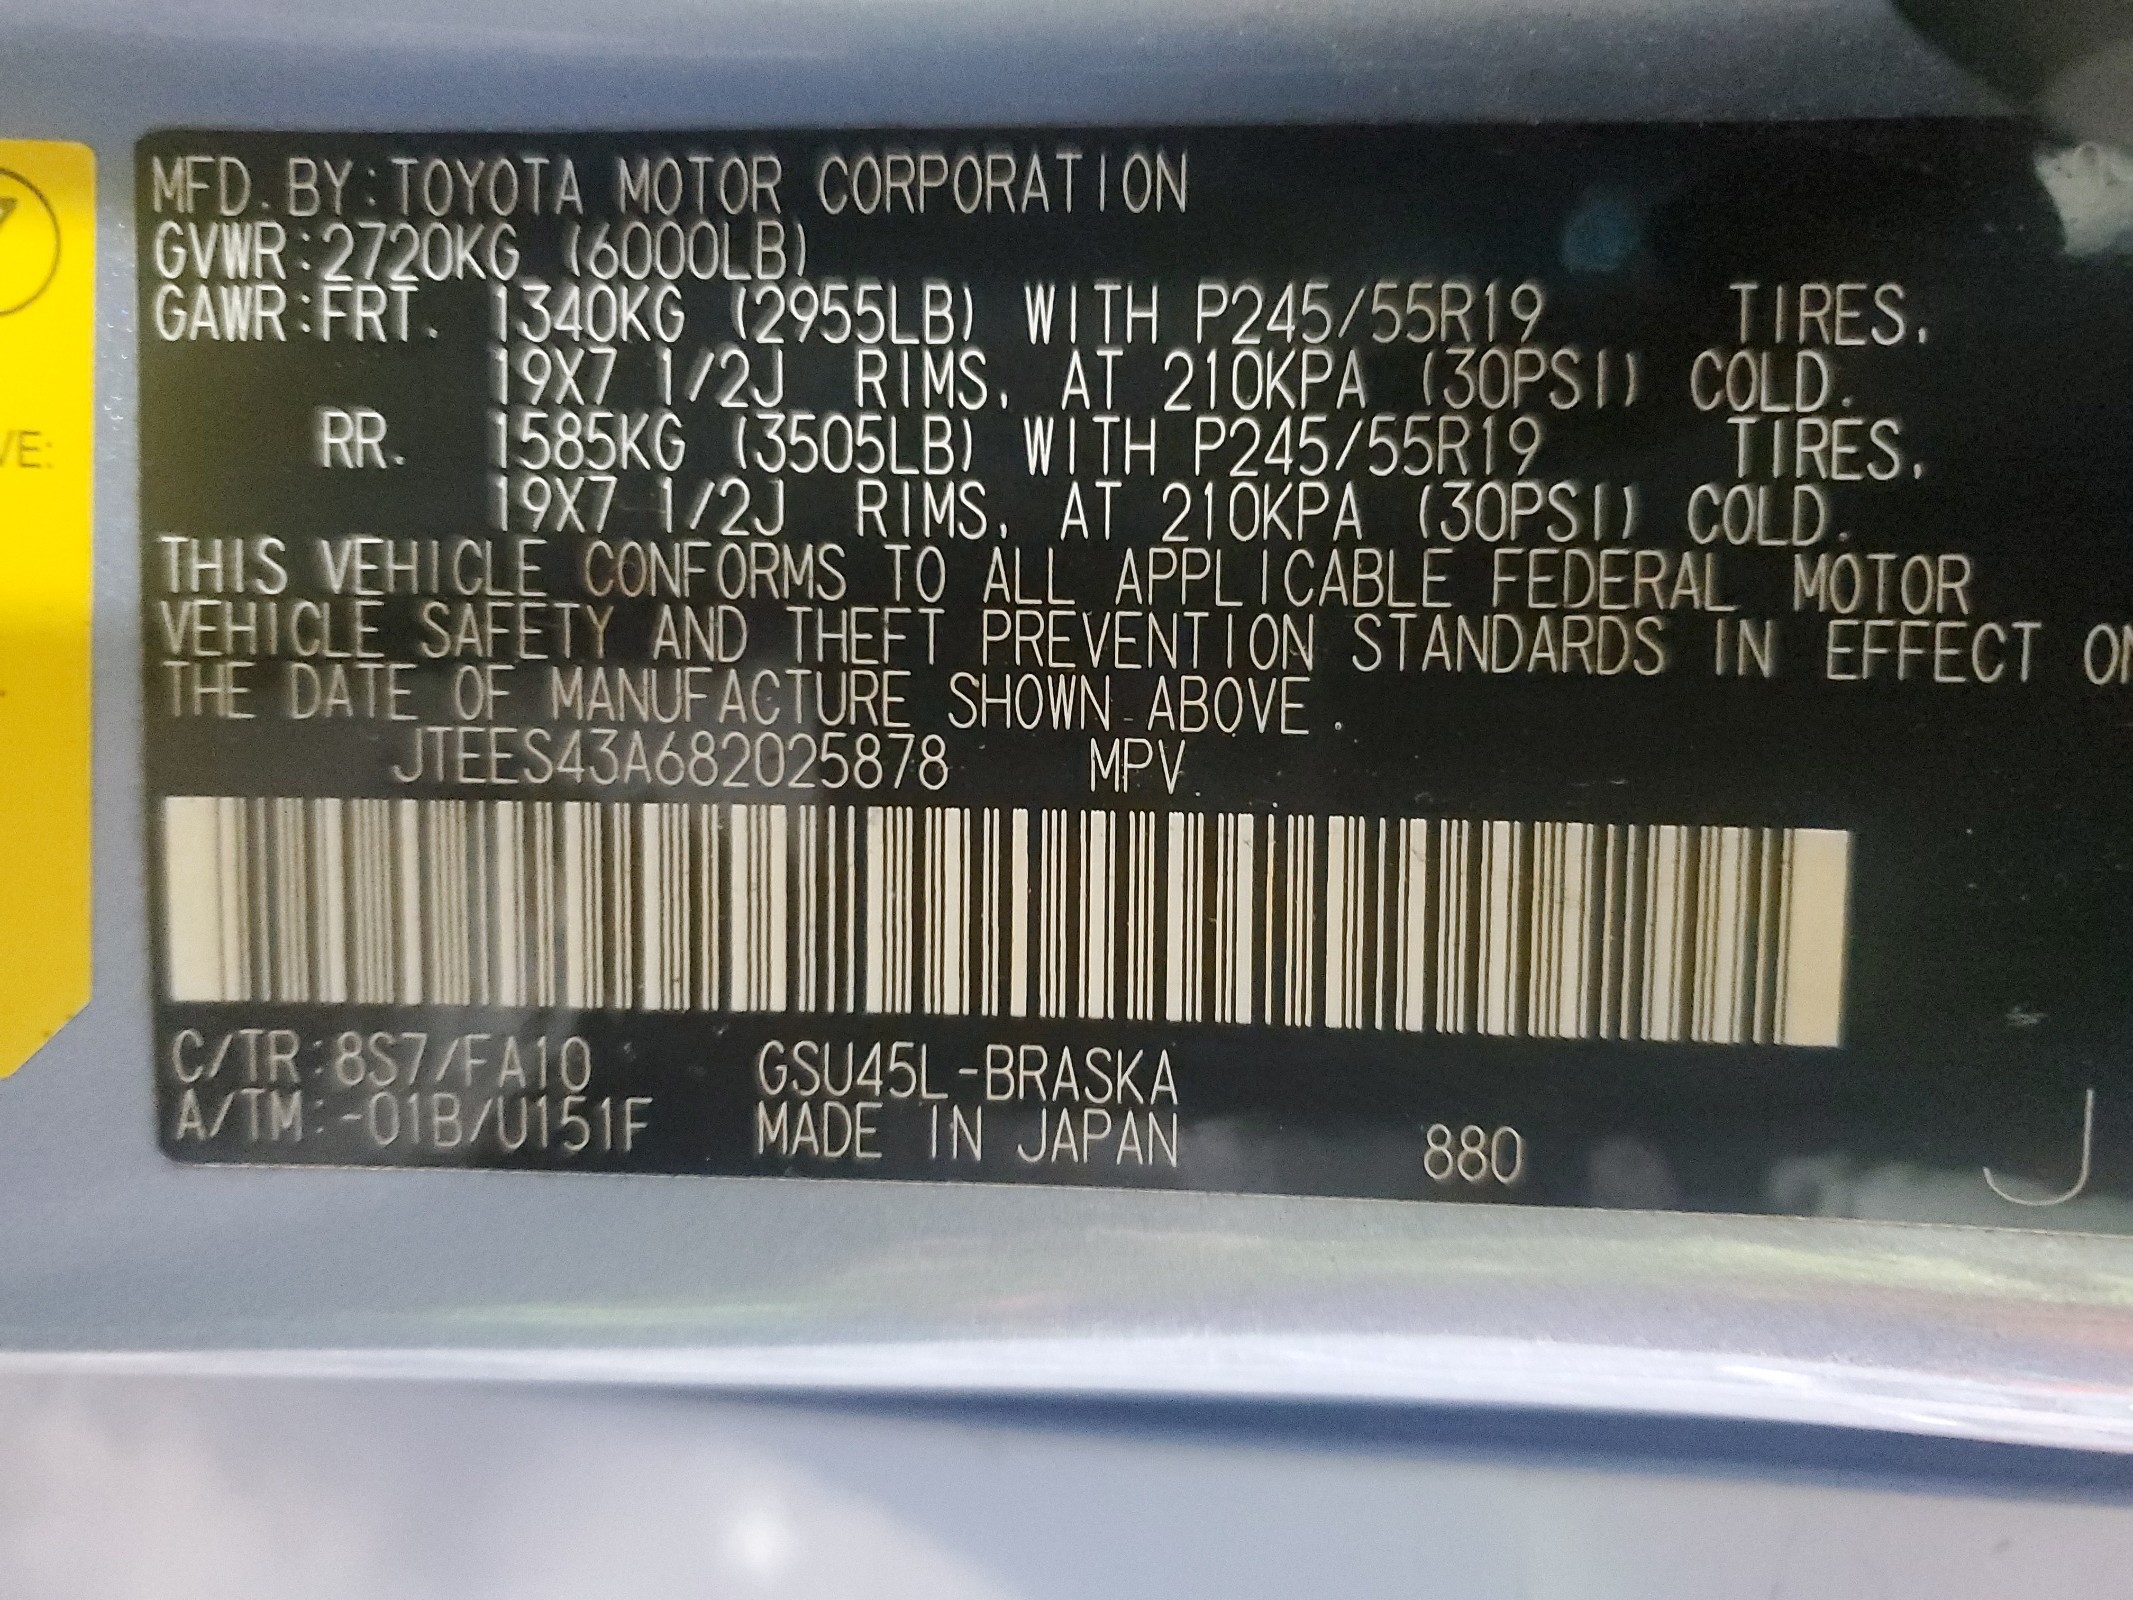 MFD. BY:TOYOTA MOTOR CORPORATION
GVWR:2720KG (6000LB)
GAWR:FRT. 1340KG (2955LB) WITH P245/55R19 TIRES,
19X7 1/2J RIMS, AT 210KPA (30PSI) COLD.
RR. 1585KG (3505LB) WITH P245/55R19 TIRES,
19X7 1/2J RIMS, AT 210KPA (30PSI) COLD.
THIS VEHICLE CONFORMS TO ALL APPLICABLE FEDERAL MOTOR
VEHICLE SAFETY AND THEFT PREVENTION STANDARDS IN EFFECT ON
THE DATE OF MANUFACTURE SHOWN ABOVE.
JTEES43A682025878 MPV
C/TR:8S7/FA10 GSU45L-BRASKA
A/TM:-01B/U151F MADE IN JAPAN 880
J
VE: